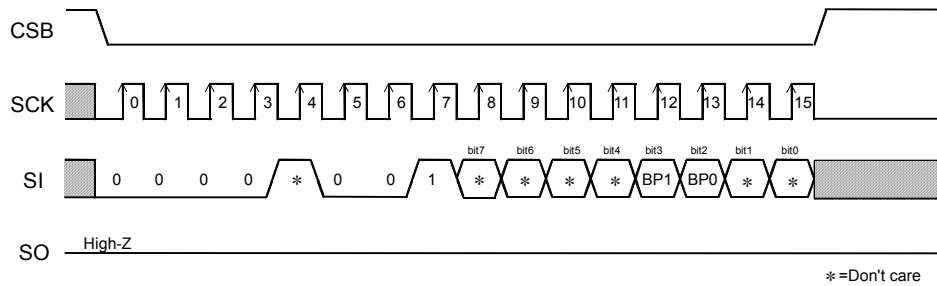 CSB
SCK 0 1 2 3 4 5 6 7 8 9 10 11 12 13 14 15
bit7 bit6 bit5 bit4 bit3 bit2 bit1 bit0
SI 0 0 0 0 * 0 0 1 * * * * BP1 BP0 * *
High-Z
SO
* =Don't care